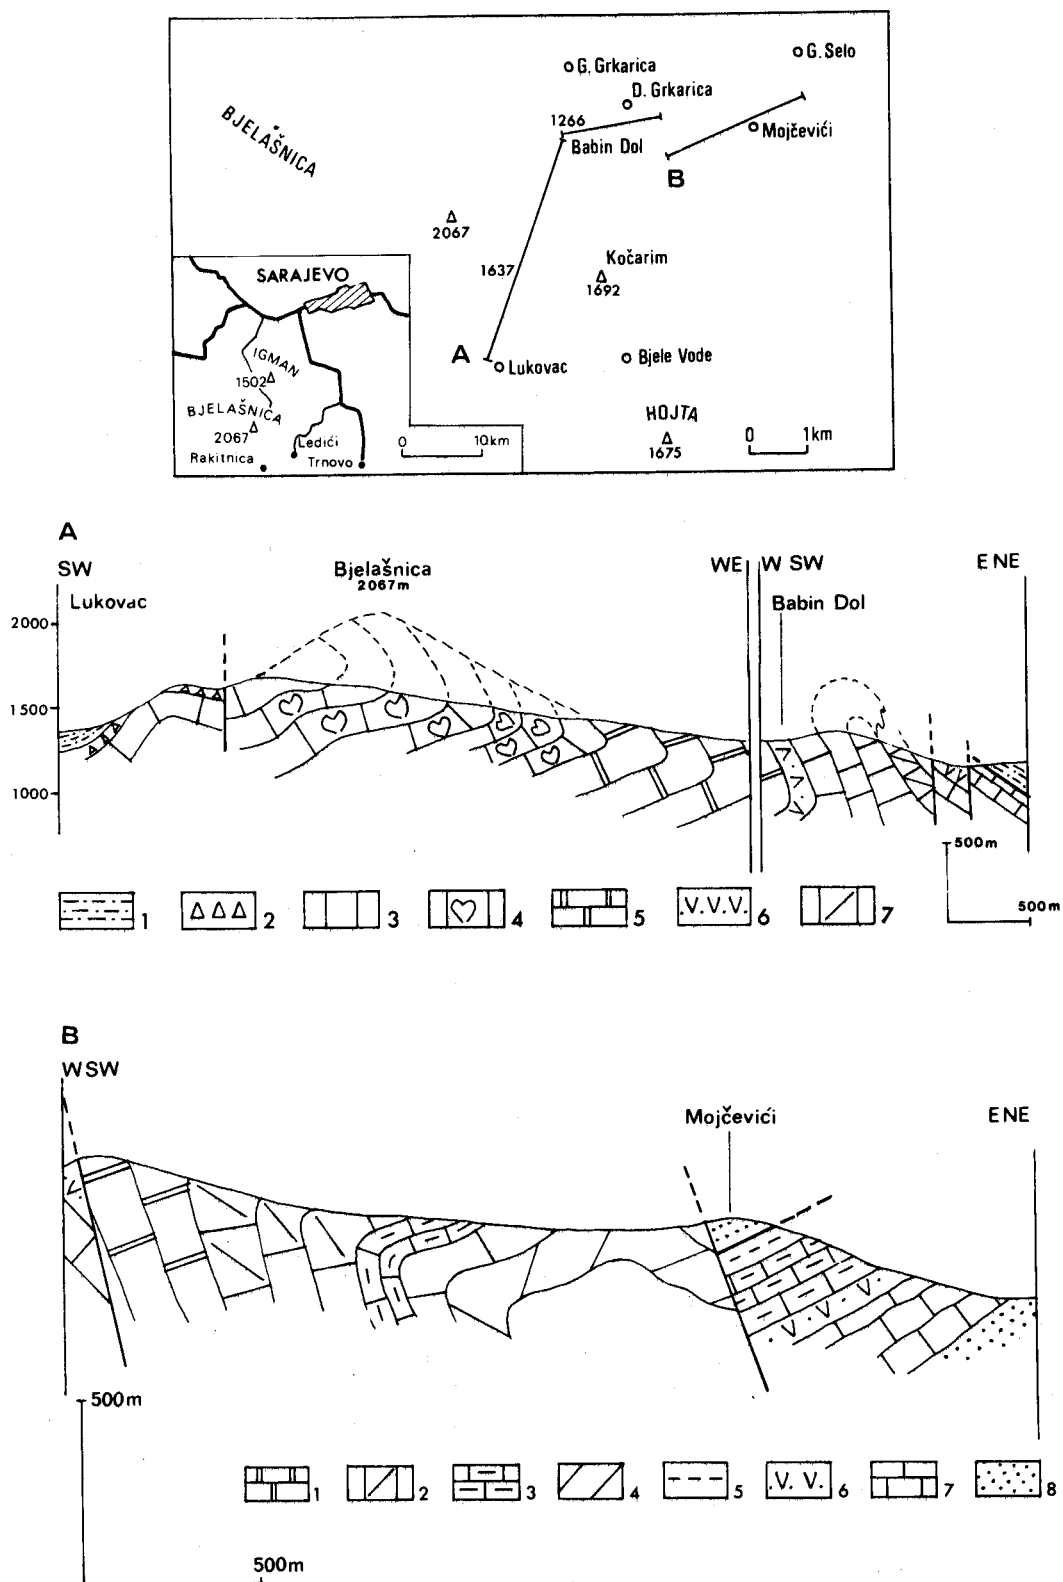 G. Selo
G. Grkarica
D. Grkarica
BJELAŠNICA
1266
Mojčevići
Babin Dol
B
2067
Kočarim
1637
1692
SARAJEVO
A
Lukovac
Bjele Vode
IGMAN
1502
BJELAŠNICA
HOJTA
2067
0 10km
0 1km
Ledići
Rakitnica
Trnovo
1675
A
SW
Bjelašnica
2067m
WE
W SW
ENE
Lukovac
Babin Dol
2000
1500
1000
500m
1
2
3
4
5
6
7
500m
B
WSW
Mojčevići
ENE
500m
1
2
3
4
5
6
7
8
500m